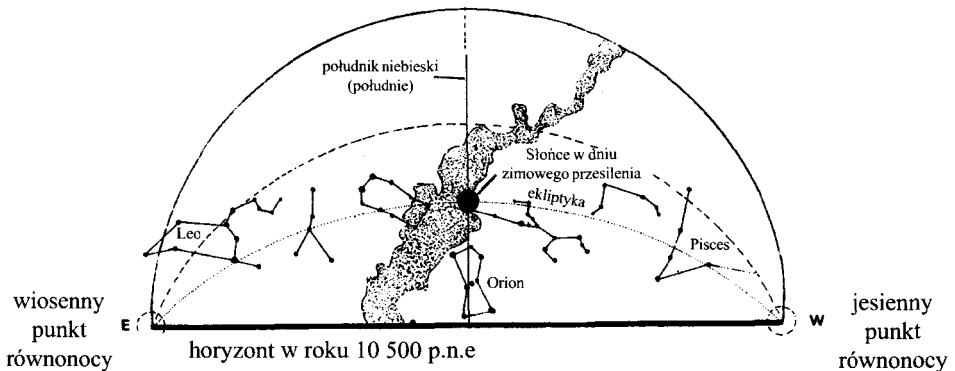 południk niebieski
(południe)
Słońce w dniu
zimowego przesilenia
ekliptyka
Leo
Pisces
Orion
wiosenny
punkt
równonocy
E
W
jesienny
punkt
równonocy
horyzont w roku 10 500 p.n.e